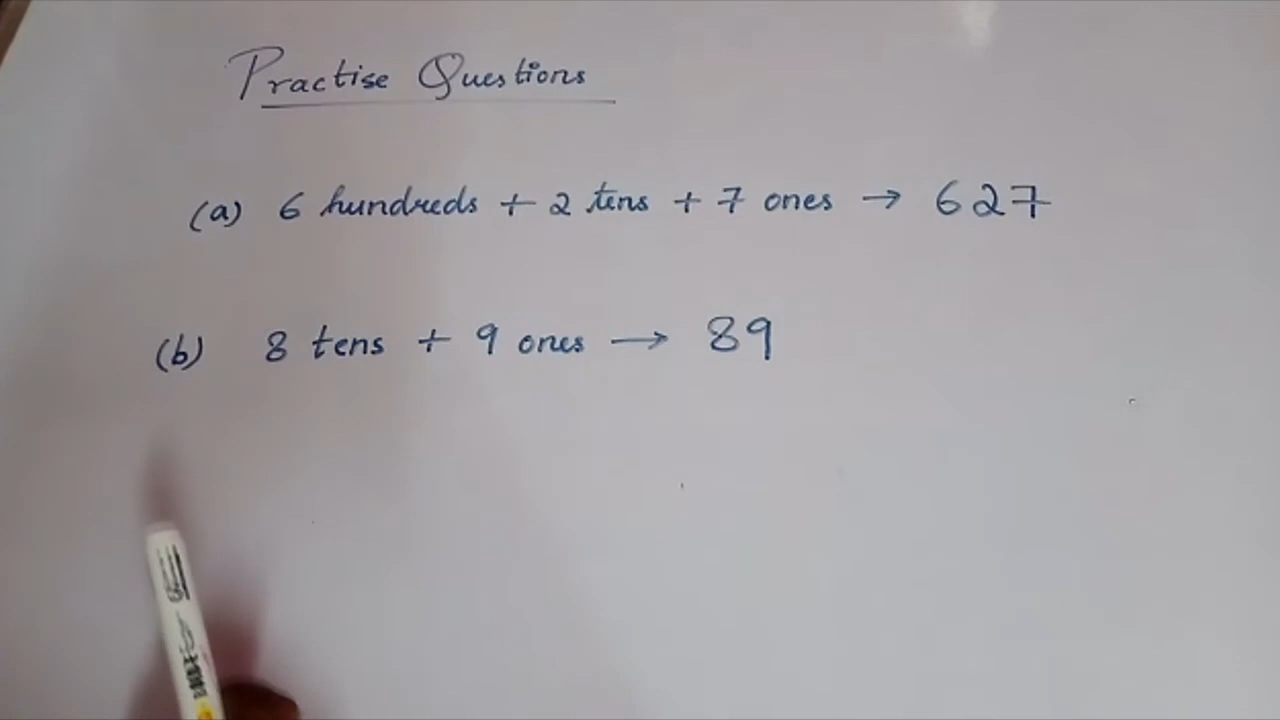 Practise Questions
(a) 6 hundreds + 2 tens + 7 ones → 627
(b) 8 tens + 9 ones → 89